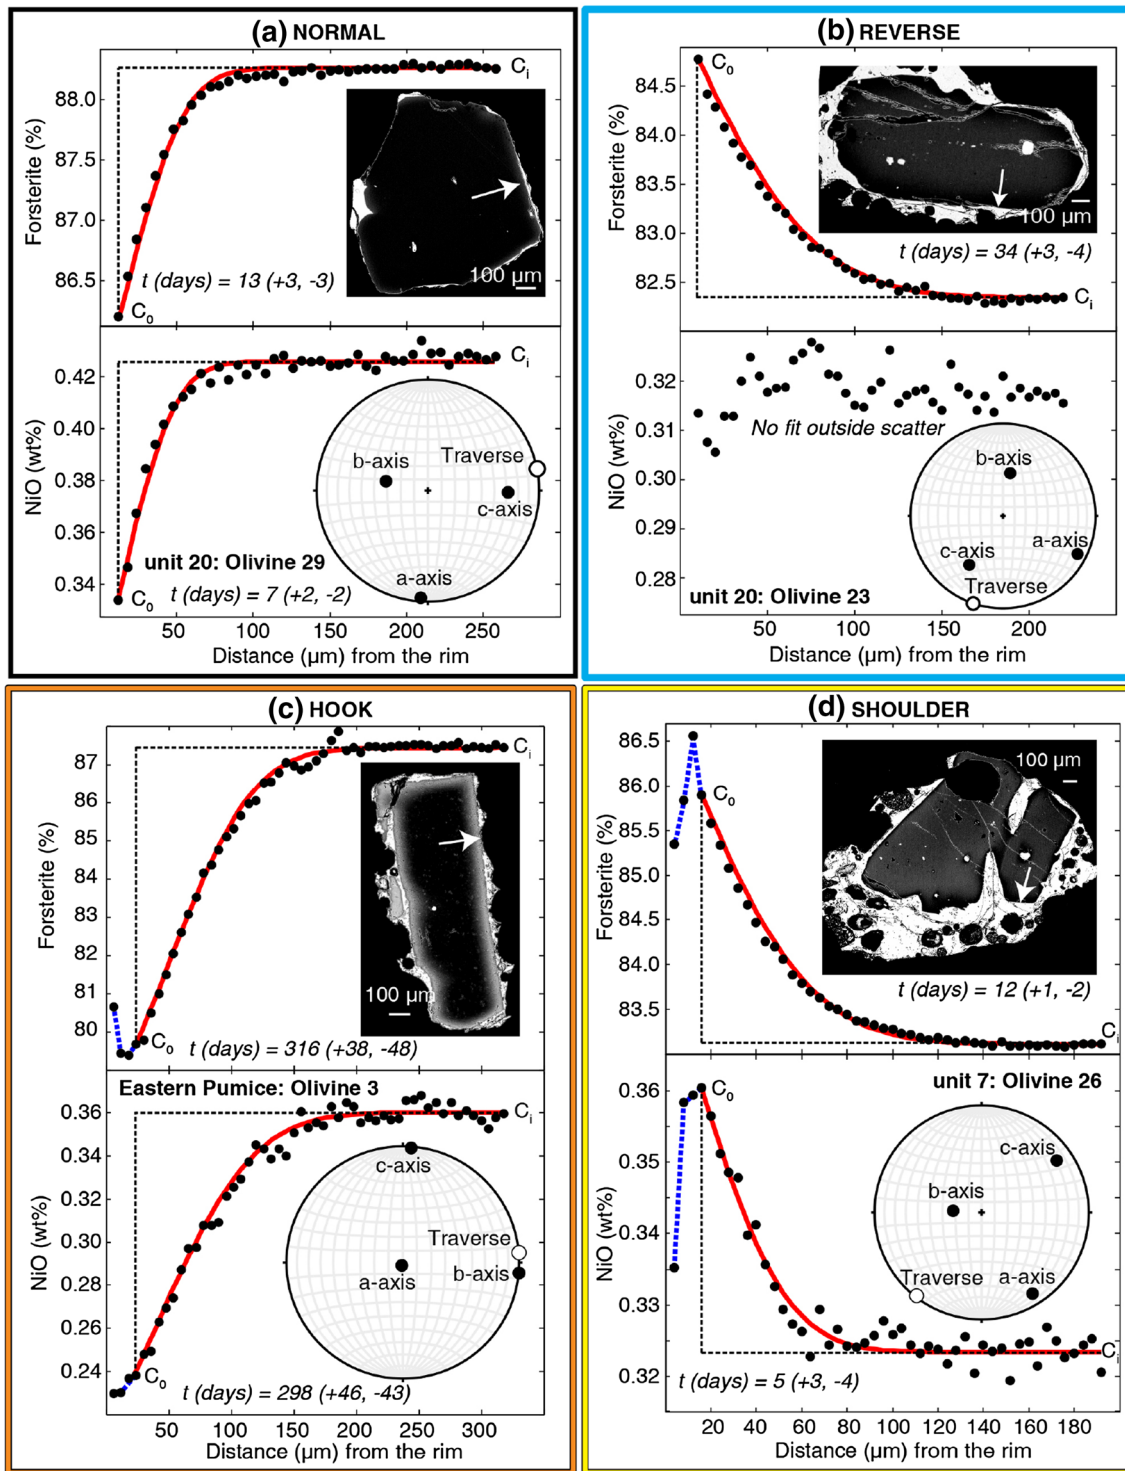 (a) NORMAL
88.0
87.5
87.0
86.5
Forsterite (%)
Ci
C0
100 µm
t (days) = 13 (+3, -3)
0.42
0.40
0.38
0.36
0.34
NiO (wt%)
Ci
C0
b-axis
Traverse
c-axis
a-axis
unit 20: Olivine 29
t (days) = 7 (+2, -2)
50 100 150 200 250
Distance (µm) from the rim
(b) REVERSE
84.5
84.0
83.5
83.0
82.5
Forsterite (%)
C0
Ci
100 µm
t (days) = 34 (+3, -4)
0.32
0.31
0.30
0.29
0.28
NiO (wt%)
No fit outside scatter
b-axis
a-axis
c-axis
Traverse
unit 20: Olivine 23
50 100 150 200
Distance (µm) from the rim
(c) HOOK
87
86
85
84
83
82
81
80
Forsterite (%)
Ci
C0
100 µm
t (days) = 316 (+38, -48)
Eastern Pumice: Olivine 3
0.36
0.34
0.32
0.30
0.28
0.26
0.24
NiO (wt%)
Ci
C0
c-axis
Traverse
b-axis
a-axis
t (days) = 298 (+46, -43)
50 100 150 200 250 300
Distance (µm) from the rim
(d) SHOULDER
86.5
86.0
85.5
85.0
84.5
84.0
83.5
Forsterite (%)
C0
Ci
100 µm
t (days) = 12 (+1, -2)
unit 7: Olivine 26
0.36
0.35
0.34
0.33
0.32
NiO (wt%)
C0
Ci
c-axis
b-axis
Traverse
a-axis
t (days) = 5 (+3, -4)
20 40 60 80 100 120 140 160 180
Distance (µm) from the rim